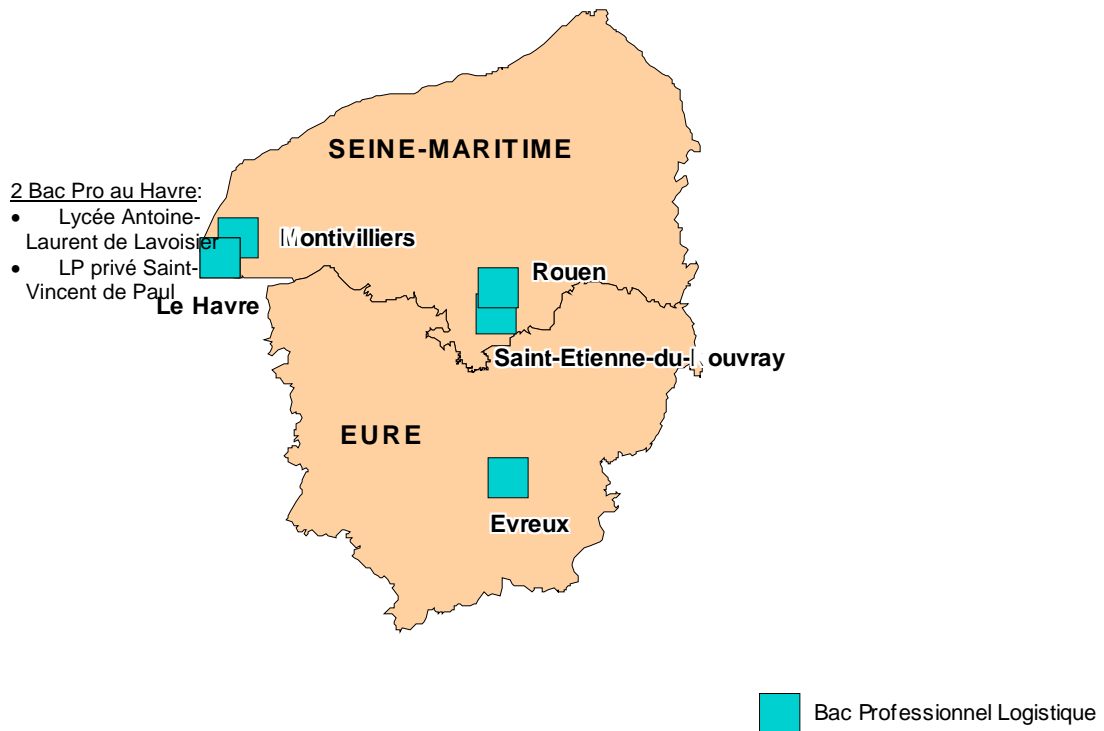 SEINE-MARITIME
2 Bac Pro au Havre:
• Lycée Antoine-
Laurent de Lavoisier
• LP privé Saint-
Vincent de Paul
Montivilliers
Rouen
Le Havre
Saint-Etienne-du-Rouvray
EURE
Evreux
Bac Professionnel Logistique